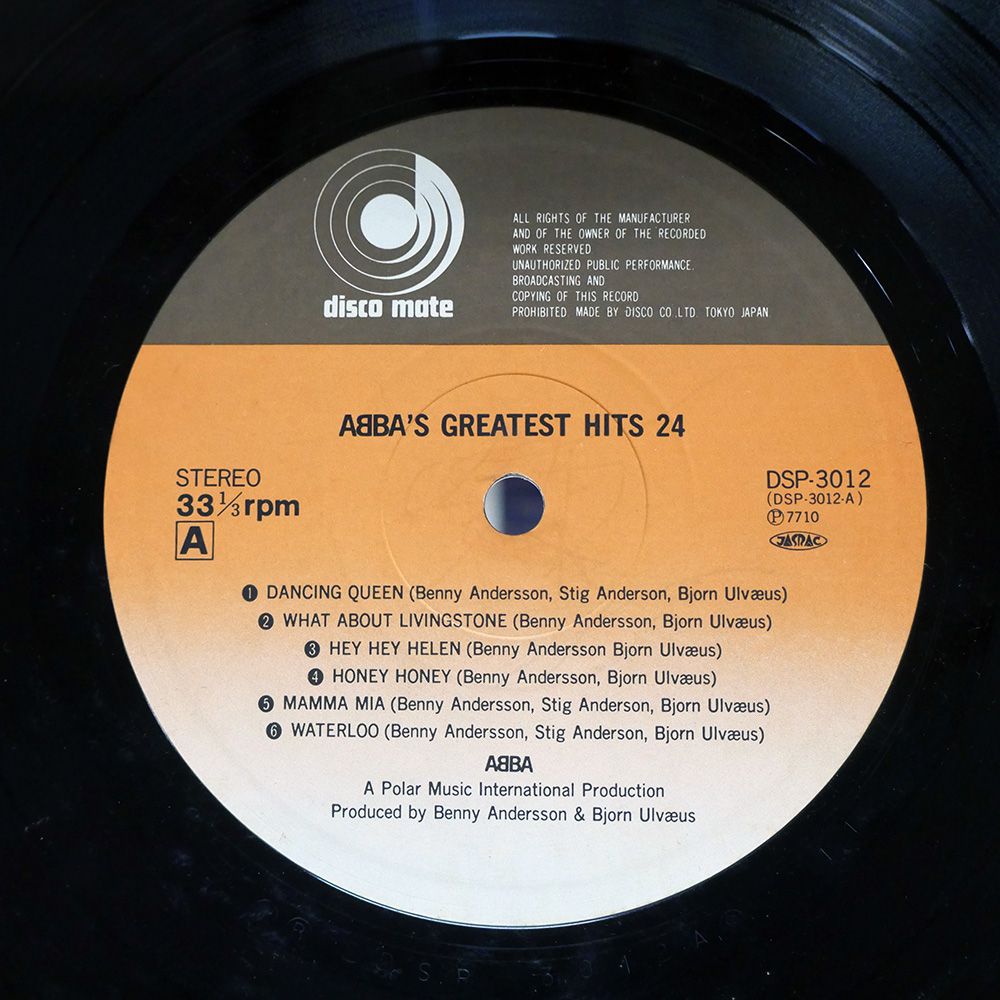 disco mate
ALL RIGHTS OF THE MANUFACTURER
AND OF THE OWNER OF THE RECORDED
WORK RESERVED
UNAUTHORIZED PUBLIC PERFORMANCE.
BROADCASTING AND
COPYING OF THIS RECORD
PROHIBITED. MADE BY DISCO CO.,LTD. TOKYO JAPAN
ABBA'S GREATEST HITS 24
STEREO
33 1/3 rpm
A
DSP-3012
(DSP-3012-A)
Ⓟ7710
JASRAC
❶ DANCING QUEEN (Benny Andersson, Stig Anderson, Bjorn Ulvæus)
❷ WHAT ABOUT LIVINGSTONE (Benny Andersson, Bjorn Ulvæus)
❸ HEY HEY HELEN (Benny Andersson Bjorn Ulvæus)
❹ HONEY HONEY (Benny Andersson, Bjorn Ulvæus)
❺ MAMMA MIA (Benny Andersson, Stig Anderson, Bjorn Ulvæus)
❻ WATERLOO (Benny Andersson, Stig Anderson, Bjorn Ulvæus)
ABBA
A Polar Music International Production
Produced by Benny Andersson & Bjorn Ulvæus